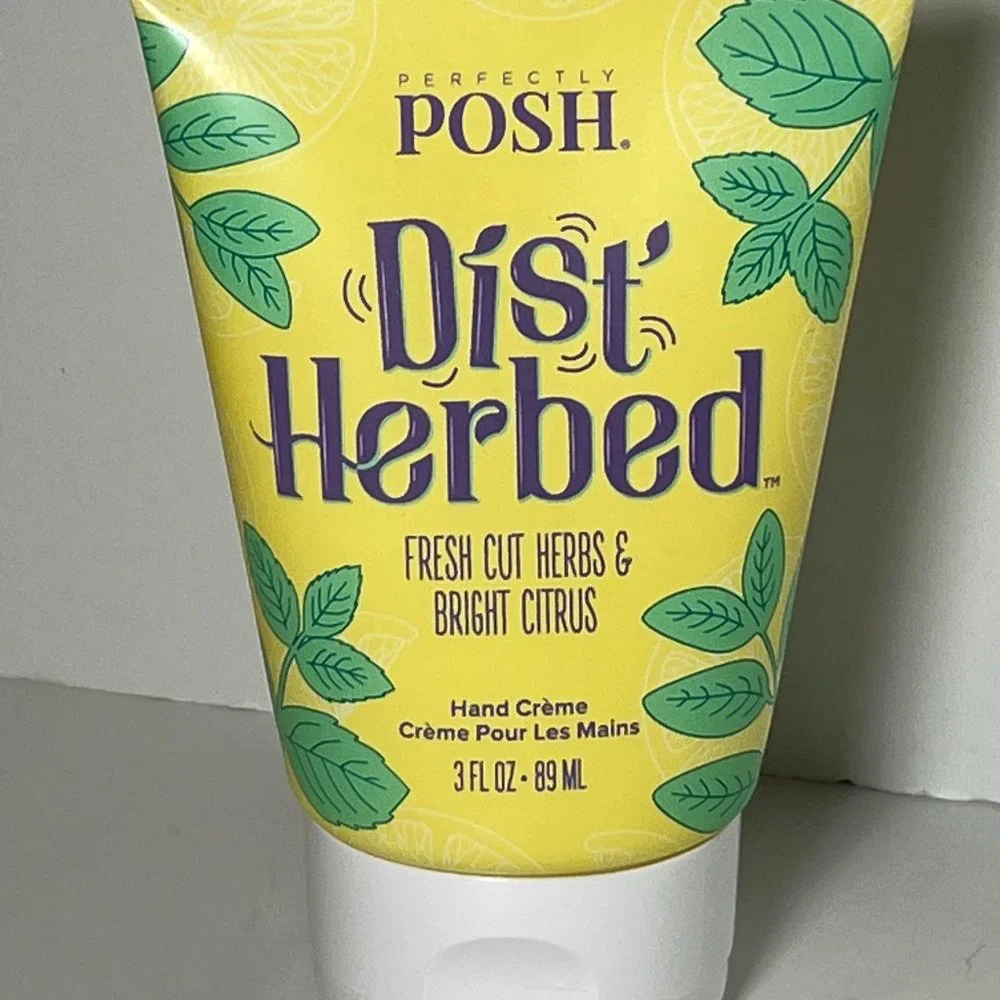 PERFECTLY
POSH®
Dist'
Herbed™
FRESH CUT HERBS &
BRIGHT CITRUS
Hand Crème
Crème Pour Les Mains
3 FL OZ • 89 ML